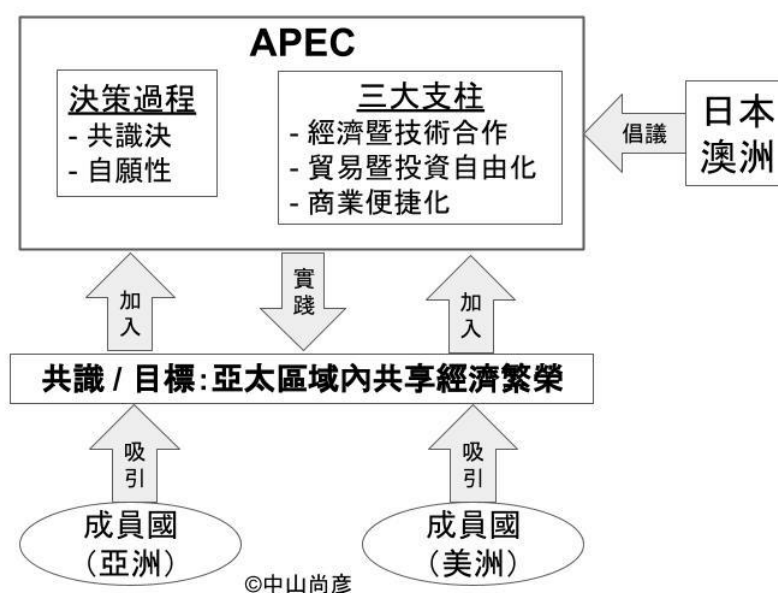 APEC
決策過程
- 共識決
- 自願性
三大支柱
- 經濟暨技術合作
- 貿易暨投資自由化
- 商業便捷化
倡議
日本
澳洲
加入
實踐
加入
共識 / 目標：亞太區域內共享經濟繁榮
吸引
吸引
成員國
（亞洲）
成員國
（美洲）
©中山尚彦